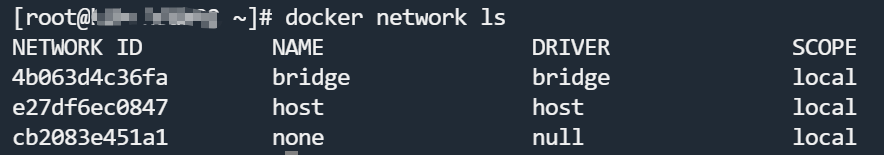 [root@ ~]# docker network ls
NETWORK ID NAME DRIVER SCOPE
4b063d4c36fa bridge bridge local
e27df6ec0847 host host local
cb2083e451a1 none null local